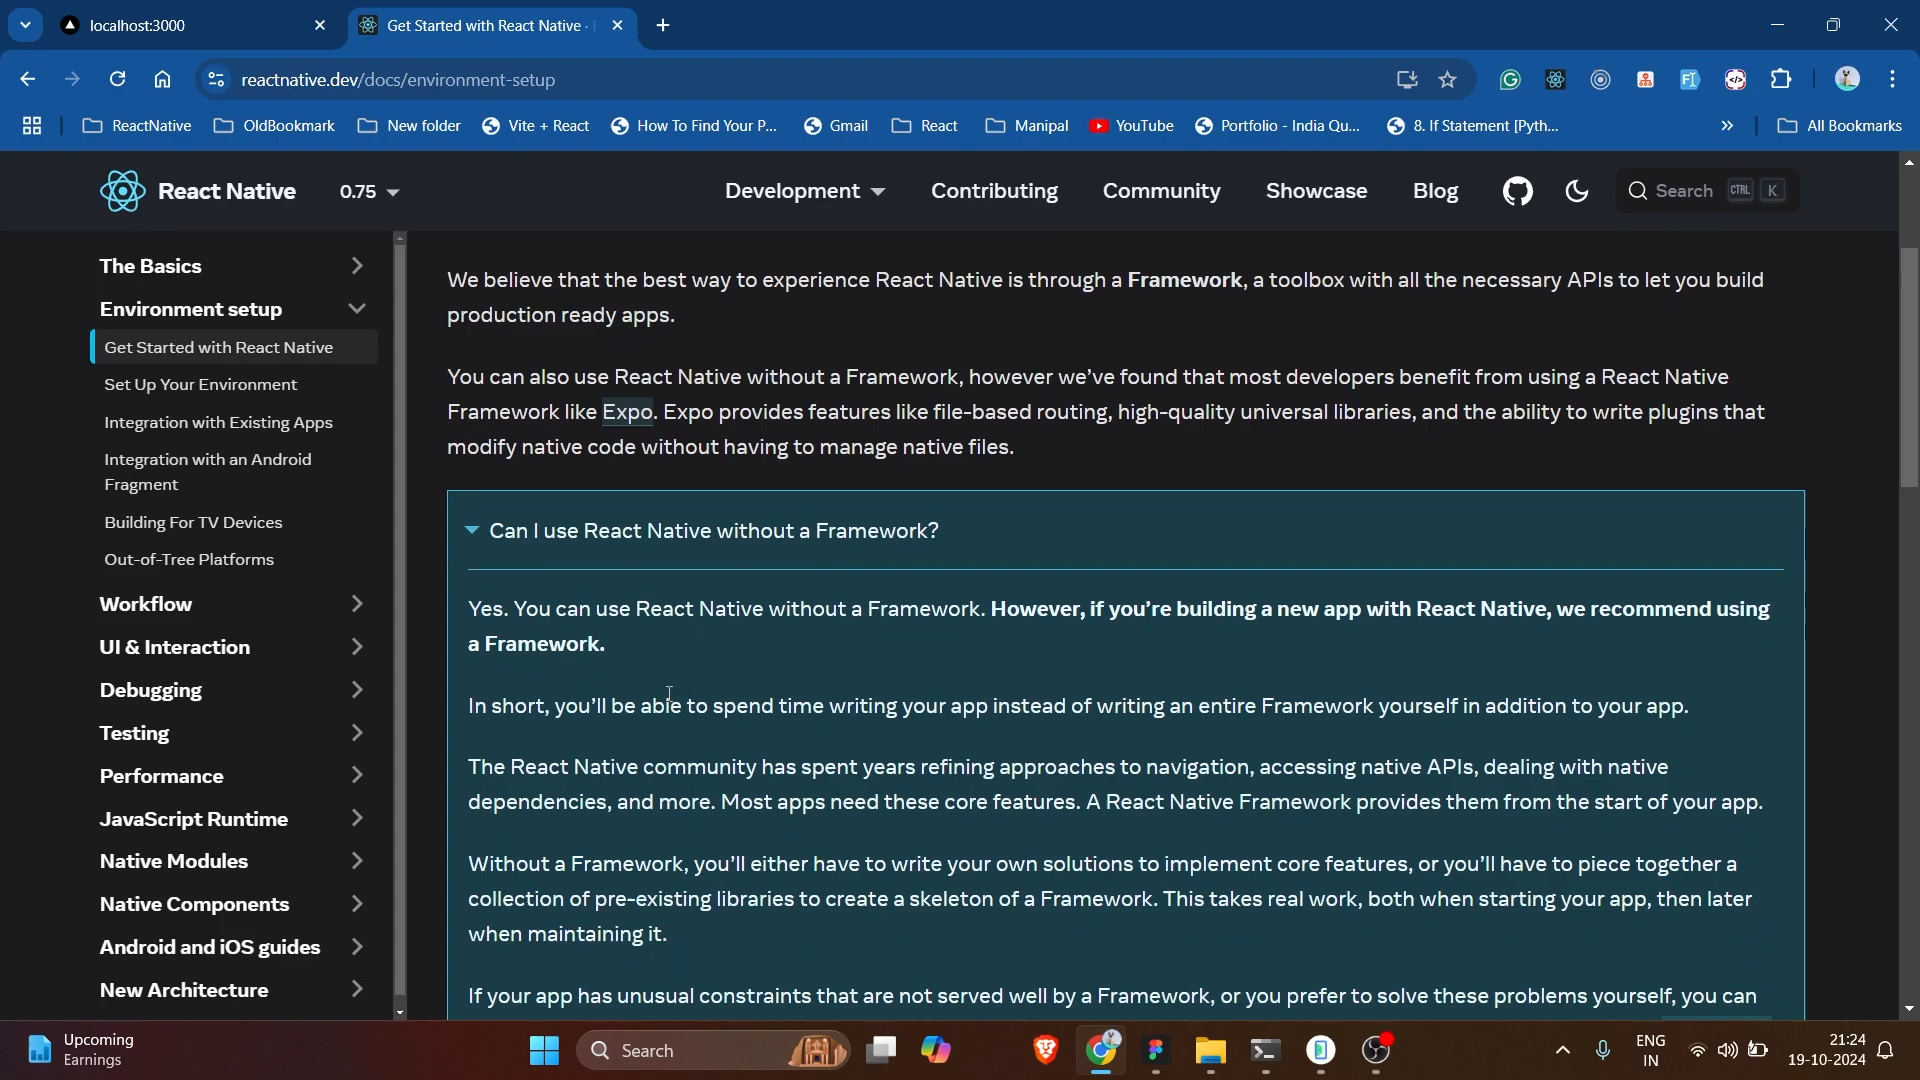 localhost:3000
Get Started with React Native ·
reactnative.dev/docs/environment-setup
ReactNative
OldBookmark
New folder
Vite + React
How To Find Your P...
Gmail
React
Manipal
YouTube
Portfolio - India Qu...
8. If Statement [Pyth...
All Bookmarks
React Native
0.75
Development
Contributing
Community
Showcase
Blog
Search CTRL K
The Basics
Environment setup
Get Started with React Native
Set Up Your Environment
Integration with Existing Apps
Integration with an Android
Fragment
Building For TV Devices
Out-of-Tree Platforms
Workflow
UI & Interaction
Debugging
Testing
Performance
JavaScript Runtime
Native Modules
Native Components
Android and iOS guides
New Architecture
We believe that the best way to experience React Native is through a Framework, a toolbox with all the necessary APIs to let you build
production ready apps.
You can also use React Native without a Framework, however we've found that most developers benefit from using a React Native
Framework like Expo. Expo provides features like file-based routing, high-quality universal libraries, and the ability to write plugins that
modify native code without having to manage native files.
Can I use React Native without a Framework?
Yes. You can use React Native without a Framework. However, if you're building a new app with React Native, we recommend using
a Framework.
In short, you'll be able to spend time writing your app instead of writing an entire Framework yourself in addition to your app.
The React Native community has spent years refining approaches to navigation, accessing native APIs, dealing with native
dependencies, and more. Most apps need these core features. A React Native Framework provides them from the start of your app.
Without a Framework, you'll either have to write your own solutions to implement core features, or you'll have to piece together a
collection of pre-existing libraries to create a skeleton of a Framework. This takes real work, both when starting your app, then later
when maintaining it.
If your app has unusual constraints that are not served well by a Framework, or you prefer to solve these problems yourself, you can
Upcoming
Earnings
Search
ENG
IN
21:24
19-10-2024